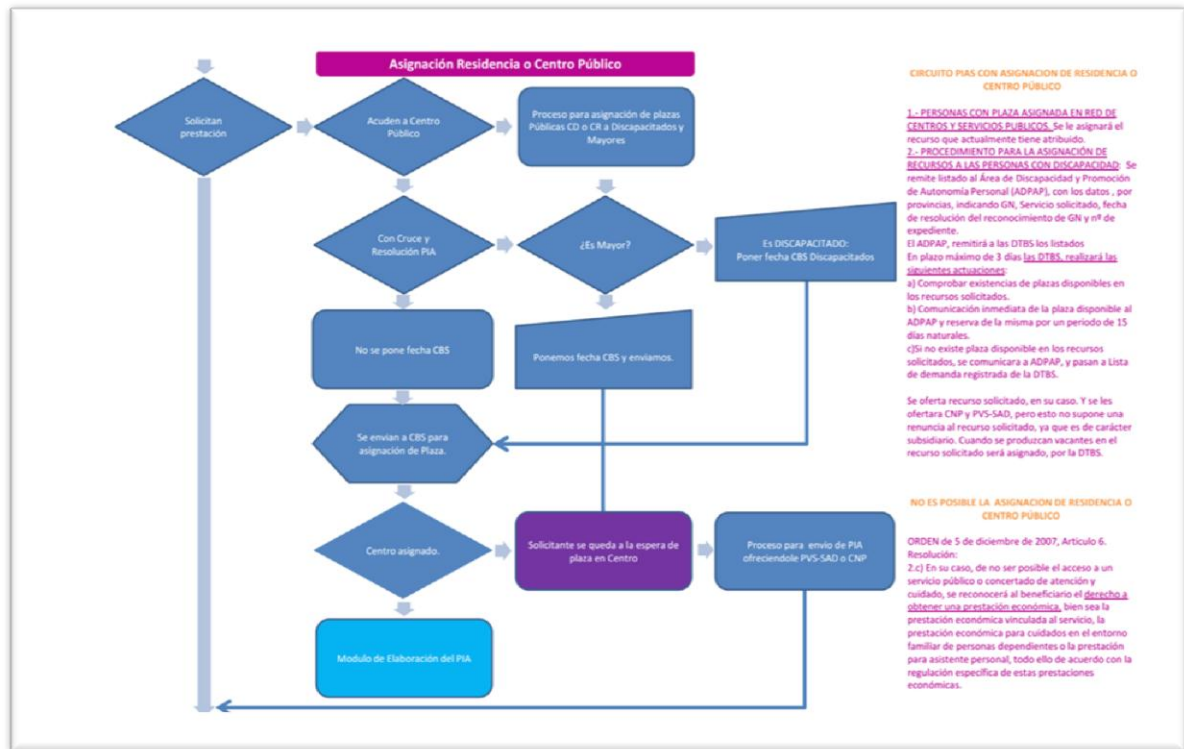 Asignación Residencia o Centro Público
Solicitan
prestación
Acuden a Centro
Público
Proceso para asignación de plazas
Públicas CD o CR a Discapacitados y
Mayores
Con Cruce y
Resolución PIA
¿Es Mayor?
Es DISCAPACITADO:
Poner fecha CBS Discapacitados
No se pone fecha CBS
Ponemos fecha CBS y enviamos.
Se envian a CBS para
asignación de Plaza.
Centro asignado.
Solicitante se queda a la espera de
plaza en Centro
Proceso para envio de PIA
ofreciendole PVS-SAD o CNP
Modulo de Elaboración del PIA
CIRCUITO PIAS CON ASIGNACION DE RESIDENCIA O
CENTRO PÚBLICO
1.- PERSONAS CON PLAZA ASIGNADA EN RED DE
CENTROS Y SERVICIOS PUBLICOS. Se le asignará el
recurso que actualmente tiene atribuido.
2.- PROCEDIMIENTO PARA LA ASIGNACIÓN DE
RECURSOS A LAS PERSONAS CON DISCAPACIDAD: Se
remite listado al Área de Discapacidad y Promoción
de Autonomía Personal (ADPAP), con los datos , por
provincias, indicando GN, Servicio solicitado, fecha
de resolución del reconocimiento de GN y nº de
expediente.
El ADPAP, remitirá a las DTBS los listados
En plazo máximo de 3 días las DTBS, realizará las
siguientes actuaciones:
a) Comprobar existencias de plazas disponibles en
los recursos solicitados.
b) Comunicación inmediata de la plaza disponible al
ADPAP y reserva de la misma por un periodo de 15
días naturales.
c)Si no existe plaza disponible en los recursos
solicitados, se comunicara a ADPAP, y pasan a Lista
de demanda registrada de la DTBS.
Se oferta recurso solicitado, en su caso. Y se les
ofertara CNP y PVS-SAD, pero esto no supone una
renuncia al recurso solicitado, ya que es de carácter
subsidiario. Cuando se produzcan vacantes en el
recurso solicitado será asignado, por la DTBS.
NO ES POSIBLE LA ASIGNACION DE RESIDENCIA O
CENTRO PÚBLICO
ORDEN de 5 de diciembre de 2007, Articulo 6.
Resolución:
2.c) En su caso, de no ser posible el acceso a un
servicio público o concertado de atención y
cuidado, se reconocerá al beneficiario el derecho a
obtener una prestación económica, bien sea la
prestación económica vinculada al servicio, la
prestación económica para cuidados en el entorno
familiar de personas dependientes o la prestación
para asistente personal, todo ello de acuerdo con la
regulación específica de estas prestaciones
económicas.